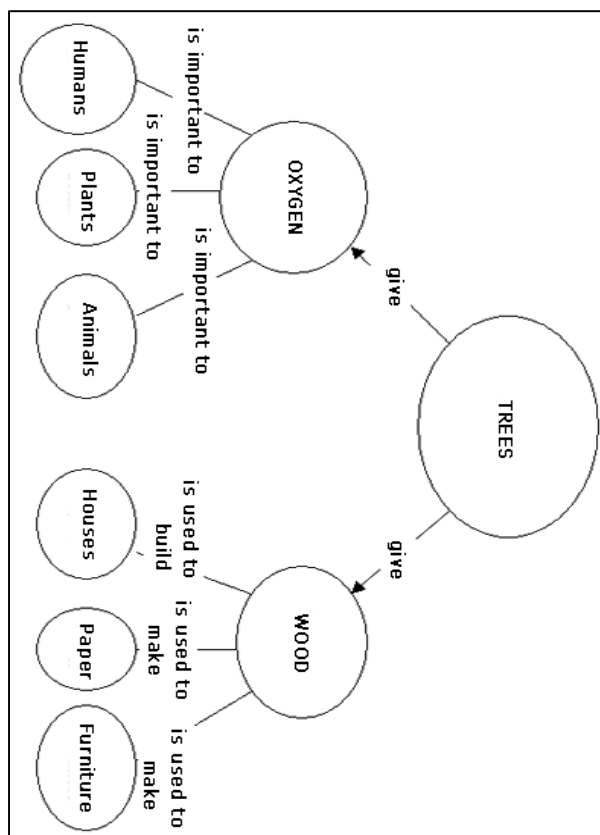 TREES
give
give
OXYGEN
WOOD
is important to
is important to
is important to
is used to
build
is used to
make
is used to
make
Humans
Plants
Animals
Houses
Paper
Furniture